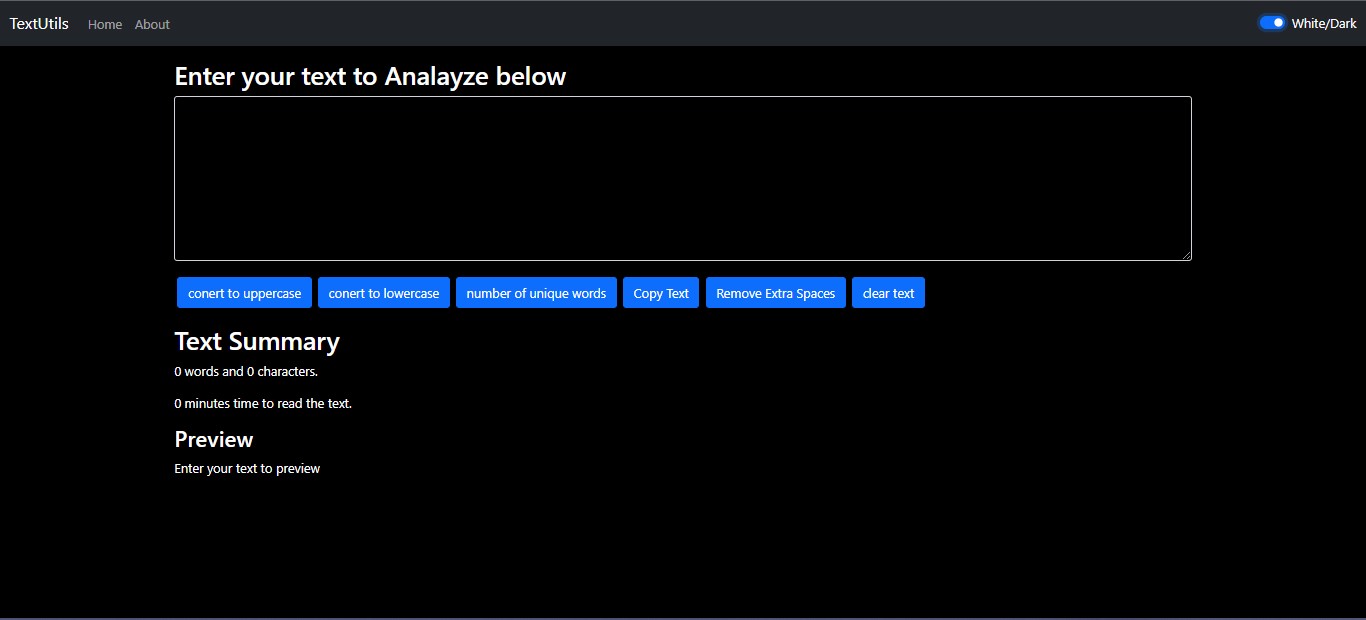 TextUtils Home About White/Dark
Enter your text to Analayze below
conert to uppercase conert to lowercase number of unique words Copy Text Remove Extra Spaces clear text
Text Summary
0 words and 0 characters.
0 minutes time to read the text.
Preview
Enter your text to preview